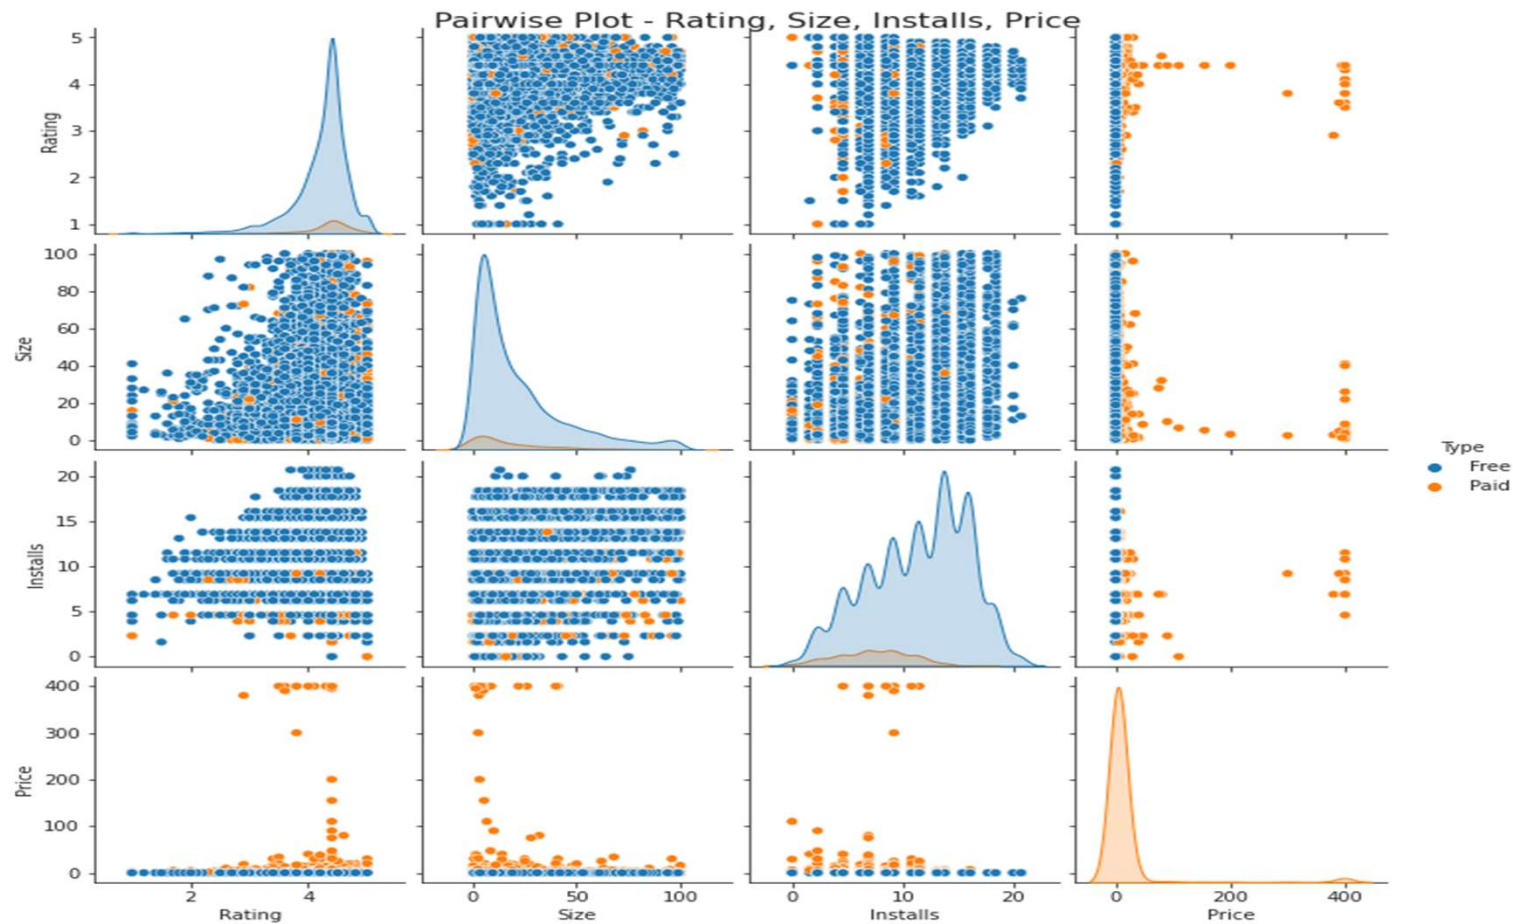 Pairwise Plot - Rating, Size, Installs, Price
5
4
3
2
1
Rating
100
80
60
40
20
0
Size
20
15
10
5
0
Installs
400
300
200
100
0
Price
2 4
Rating
0 50 100
Size
0 10 20
Installs
0 200 400
Price
Type
Free
Paid